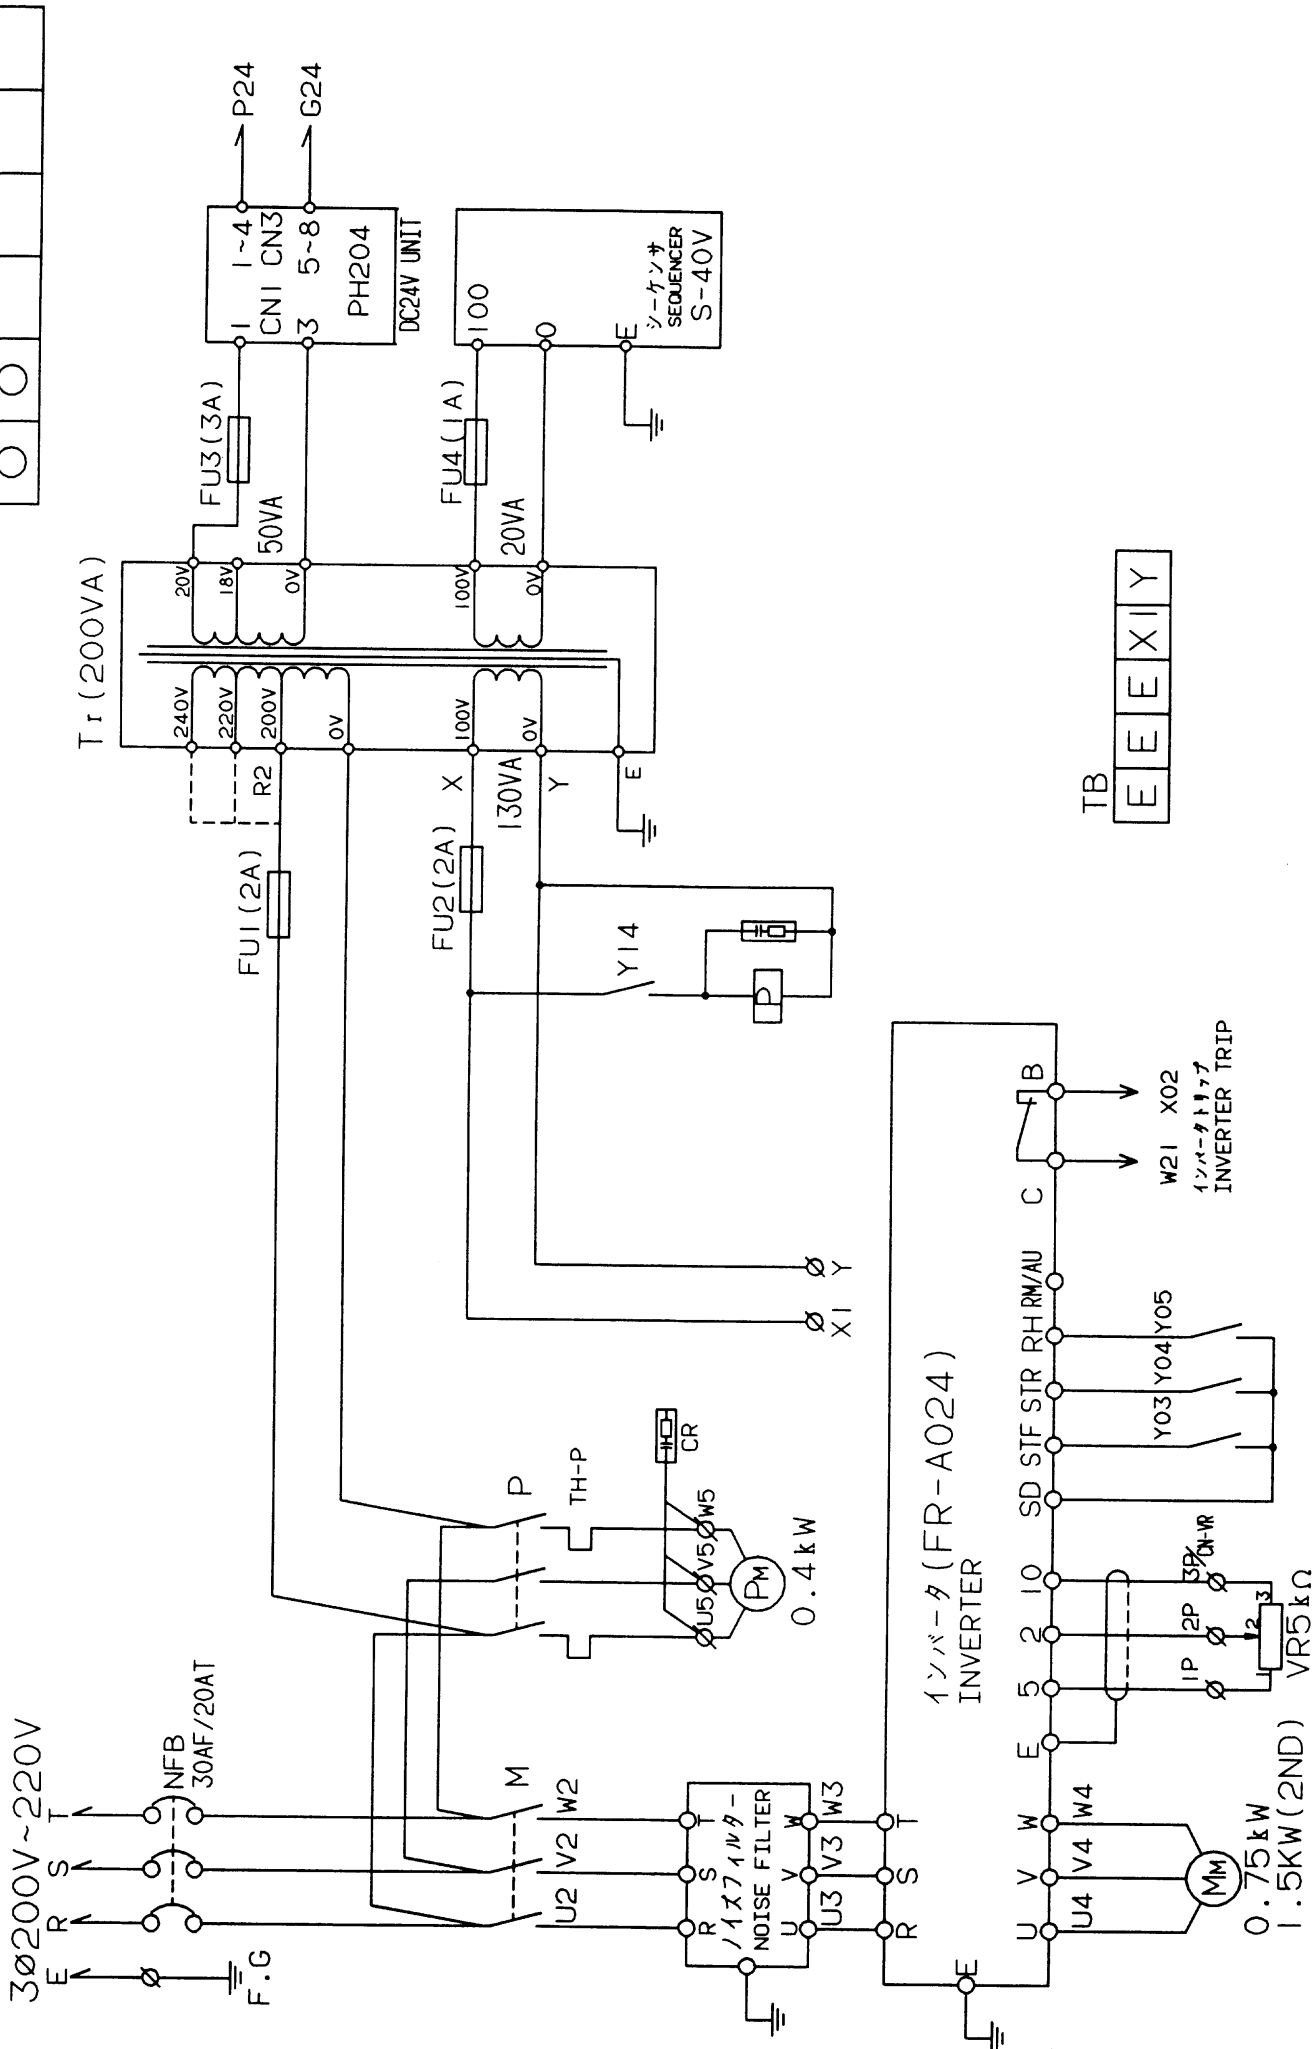 3Ø200V~220V
E R S T
F.G
NFB
30AF/20AT
M
U2 V2 W2
R S T
ノイズフィルター
NOISE FILTER
U V W
U3 V3 W3
R S T
E
インバータ(FR-A024)
INVERTER
U V W E 5 2 10 SD STF STR RH RM/AU C B
U4 V4 W4
MM
0.75kW
1.5KW(2ND)
1P 2P 3P/CN-VR
1 2 3
VR5kΩ
Y03 Y04 Y05
W21 X02
インバータトリップ
INVERTER TRIP
P
TH-P
U5 V5 W5
CR
PM
0.4kW
X1 Y
Y14
P
FU1(2A)
R2
FU2(2A)
X
130VA
Y
E
Tr(200VA)
240V
220V
200V
0V
100V
0V
20V
18V
0V
100V
0V
50VA
20VA
FU3(3A)
FU4(1A)
1 1~4
CN1 CN3
3 5~8
PH204
DC24V UNIT
P24
G24
100
0
E
シーケンサ
SEQUENCER
S-40V
TB
E E E X1 Y